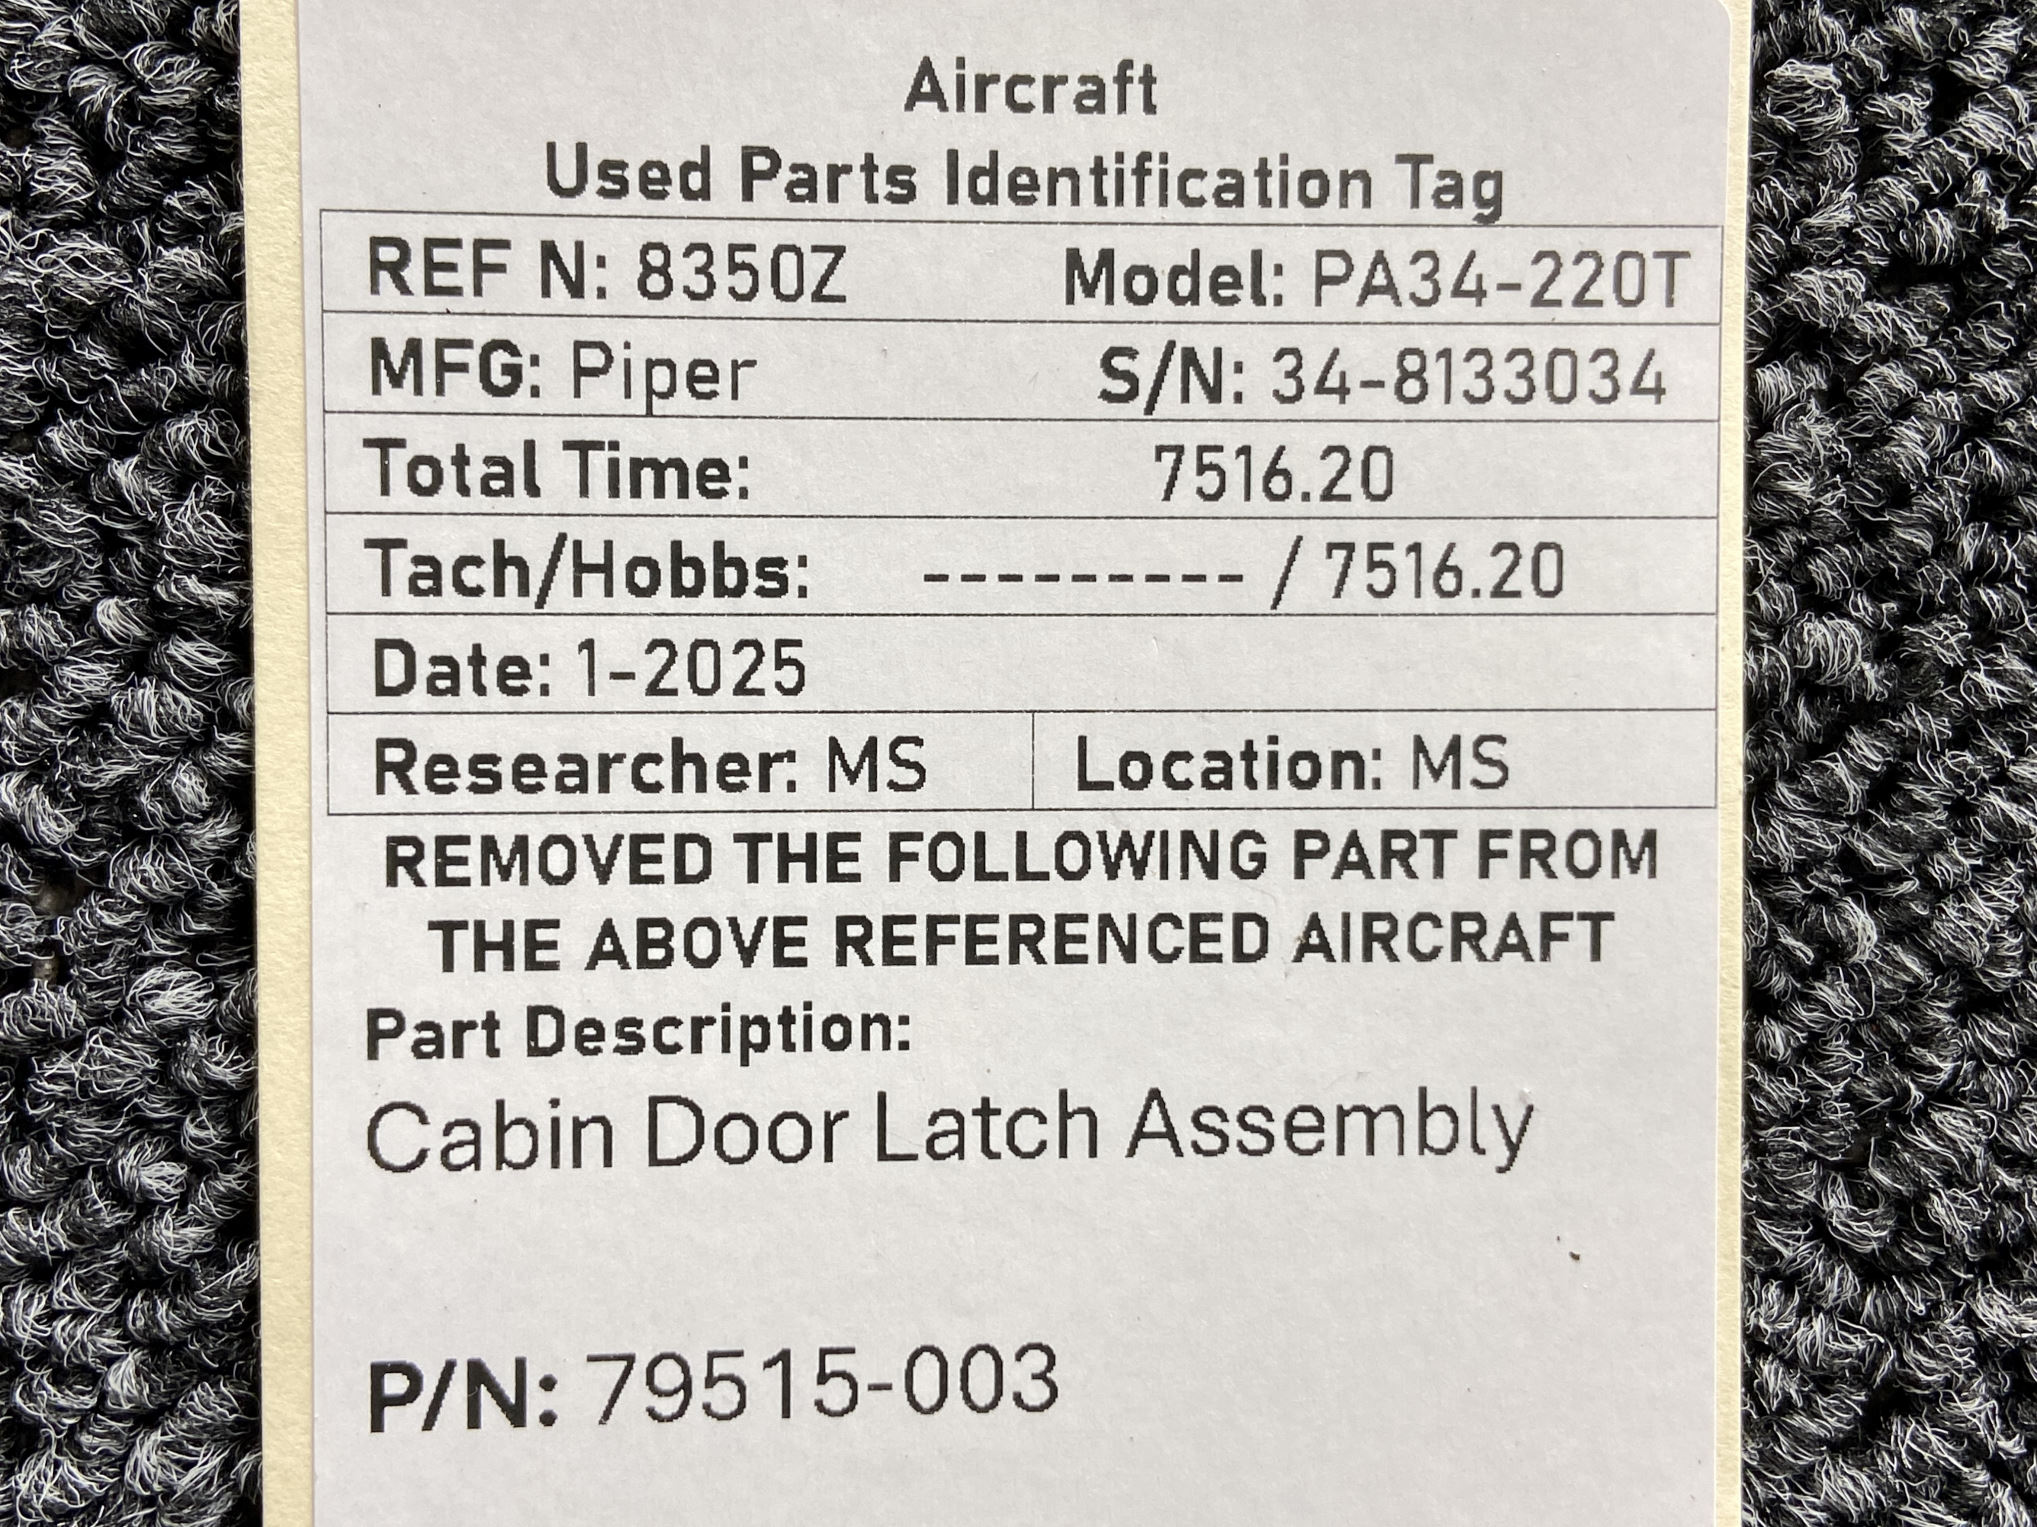 Aircraft
Used Parts Identification Tag
REF N: 8350Z Model: PA34-220T
MFG: Piper S/N: 34-8133034
Total Time: 7516.20
Tach/Hobbs: --------- / 7516.20
Date: 1-2025
Researcher: MS Location: MS
REMOVED THE FOLLOWING PART FROM
THE ABOVE REFERENCED AIRCRAFT
Part Description:
Cabin Door Latch Assembly
P/N: 79515-003